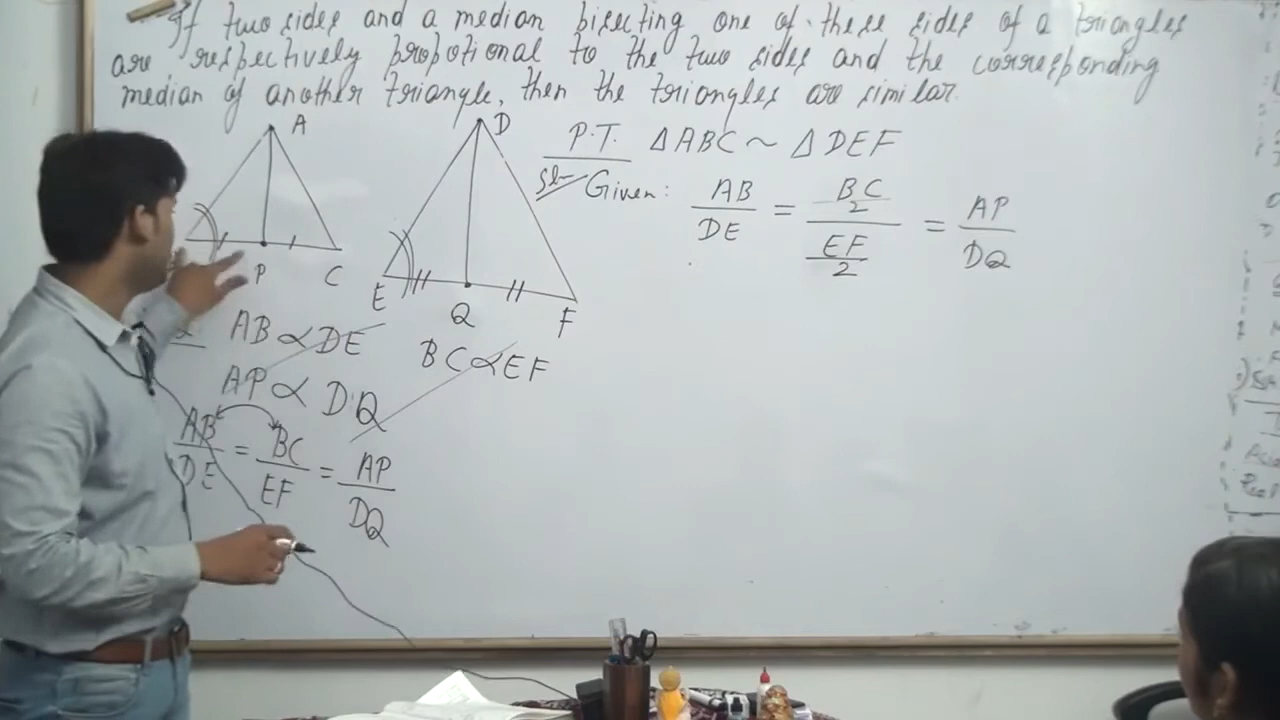 If two sides and a median bisecting one of these sides of a triangles
are respectively propotional to the two sides and the corresponding
median of another triangle, then the triangles are similar.
A
D
P.T. ΔABC ~ ΔDEF
Sol- Given: AB/DE = (BC/2)/(EF/2) = AP/DQ
P
C
E
Q
F
AB ∝ DE
BC ∝ EF
AP ∝ DQ
AB/DE = BC/EF = AP/DQ